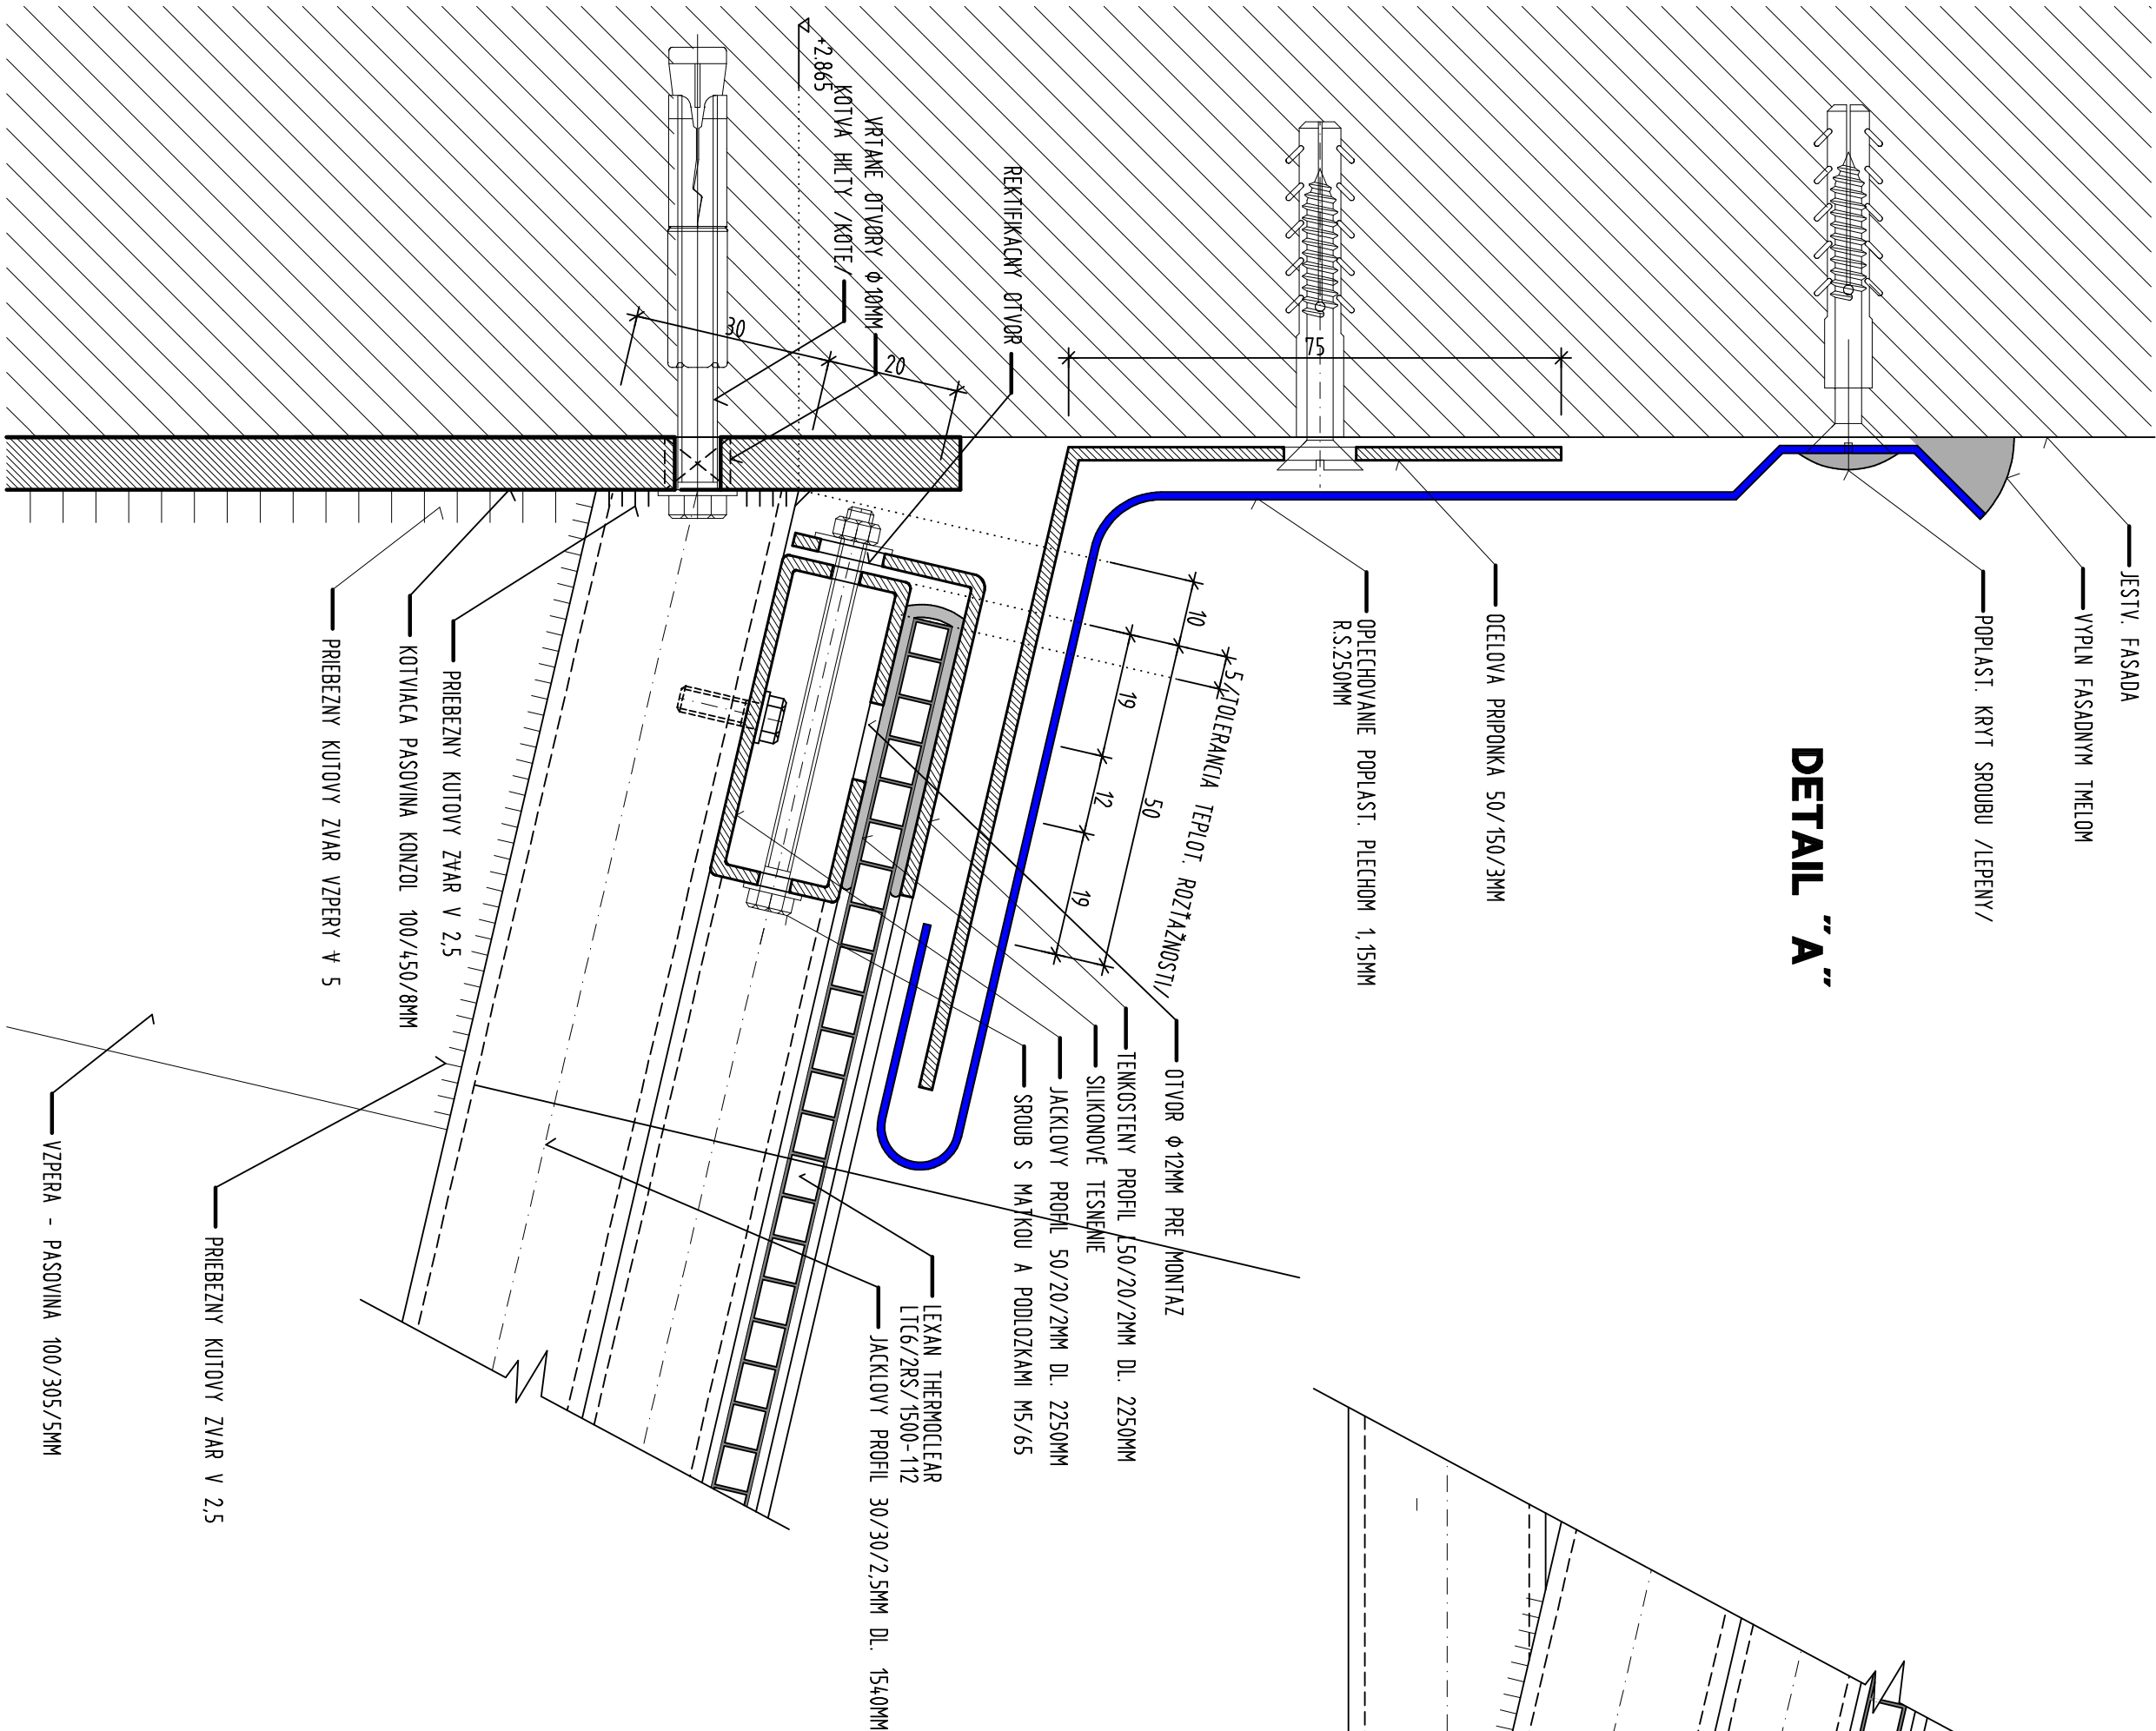 DETAIL "A"
JESTV. FASADA
VYPLN FASADNYM TMELOM
POPLAST. KRYT SROUBU /LEPENY/
OCELOVA PRIPONKA 50/150/3MM
OPLECHOVANIE POPLAST. PLECHOM 1,15MM
R.S.250MM
75
5 /TOLERANCIA TEPLOT. ROZŤAŽNOSTI/
10
50
19
12
19
REKTIFIKACNY OTVOR
VRTANE OTVORY ϕ10MM
KOTVA HILTY /KOTE/
+2.865
20
30
OTVOR ϕ12MM PRE MONTAZ
TENKOSTENY PROFIL L50/20/2MM DL. 2250MM
SILIKONOVÉ TESNENIE
JACKLOVY PROFIL 50/20/2MM DL. 2250MM
SROUB S MATKOU A PODLOZKAMI M5/65
LEXAN THERMOCLEAR
LTC6/2RS/1500-112
JACKLOVY PROFIL 30/30/2,5MM DL. 1540MM
PRIEBEZNY KUTOVY ZVAR V 2,5
KOTVIACA PASOVINA KONZOL 100/450/8MM
PRIEBEZNY KUTOVY ZVAR VZPERY V 5
PRIEBEZNY KUTOVY ZVAR V 2,5
VZPERA - PASOVINA 100/305/5MM